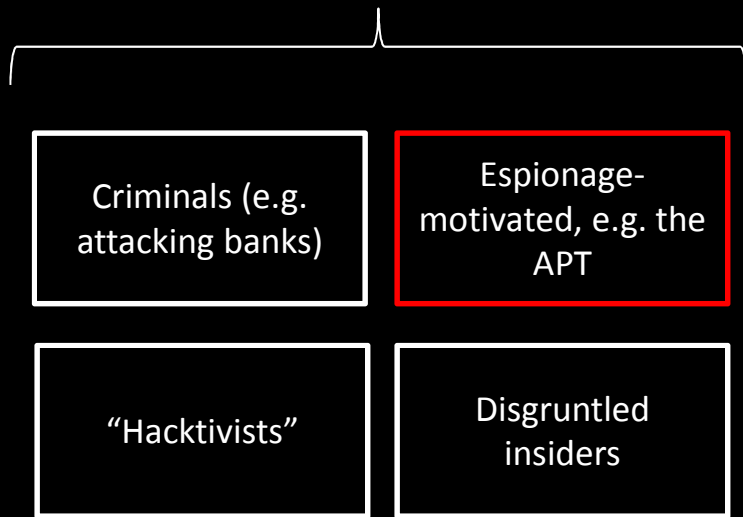 Criminals (e.g.
attacking banks)
Espionage-
motivated, e.g. the
APT
“Hacktivists”
Disgruntled
insiders